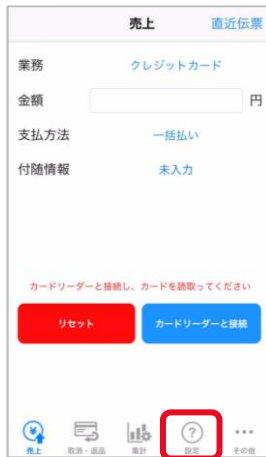 売上 直近伝票
業務 クレジットカード
金額 円
支払方法 一括払い
付随情報 未入力
カードリーダーと接続し、カードを読取ってください
リセット カードリーダーと接続
¥ ?
売上 取消・返品 集計 設定 その他